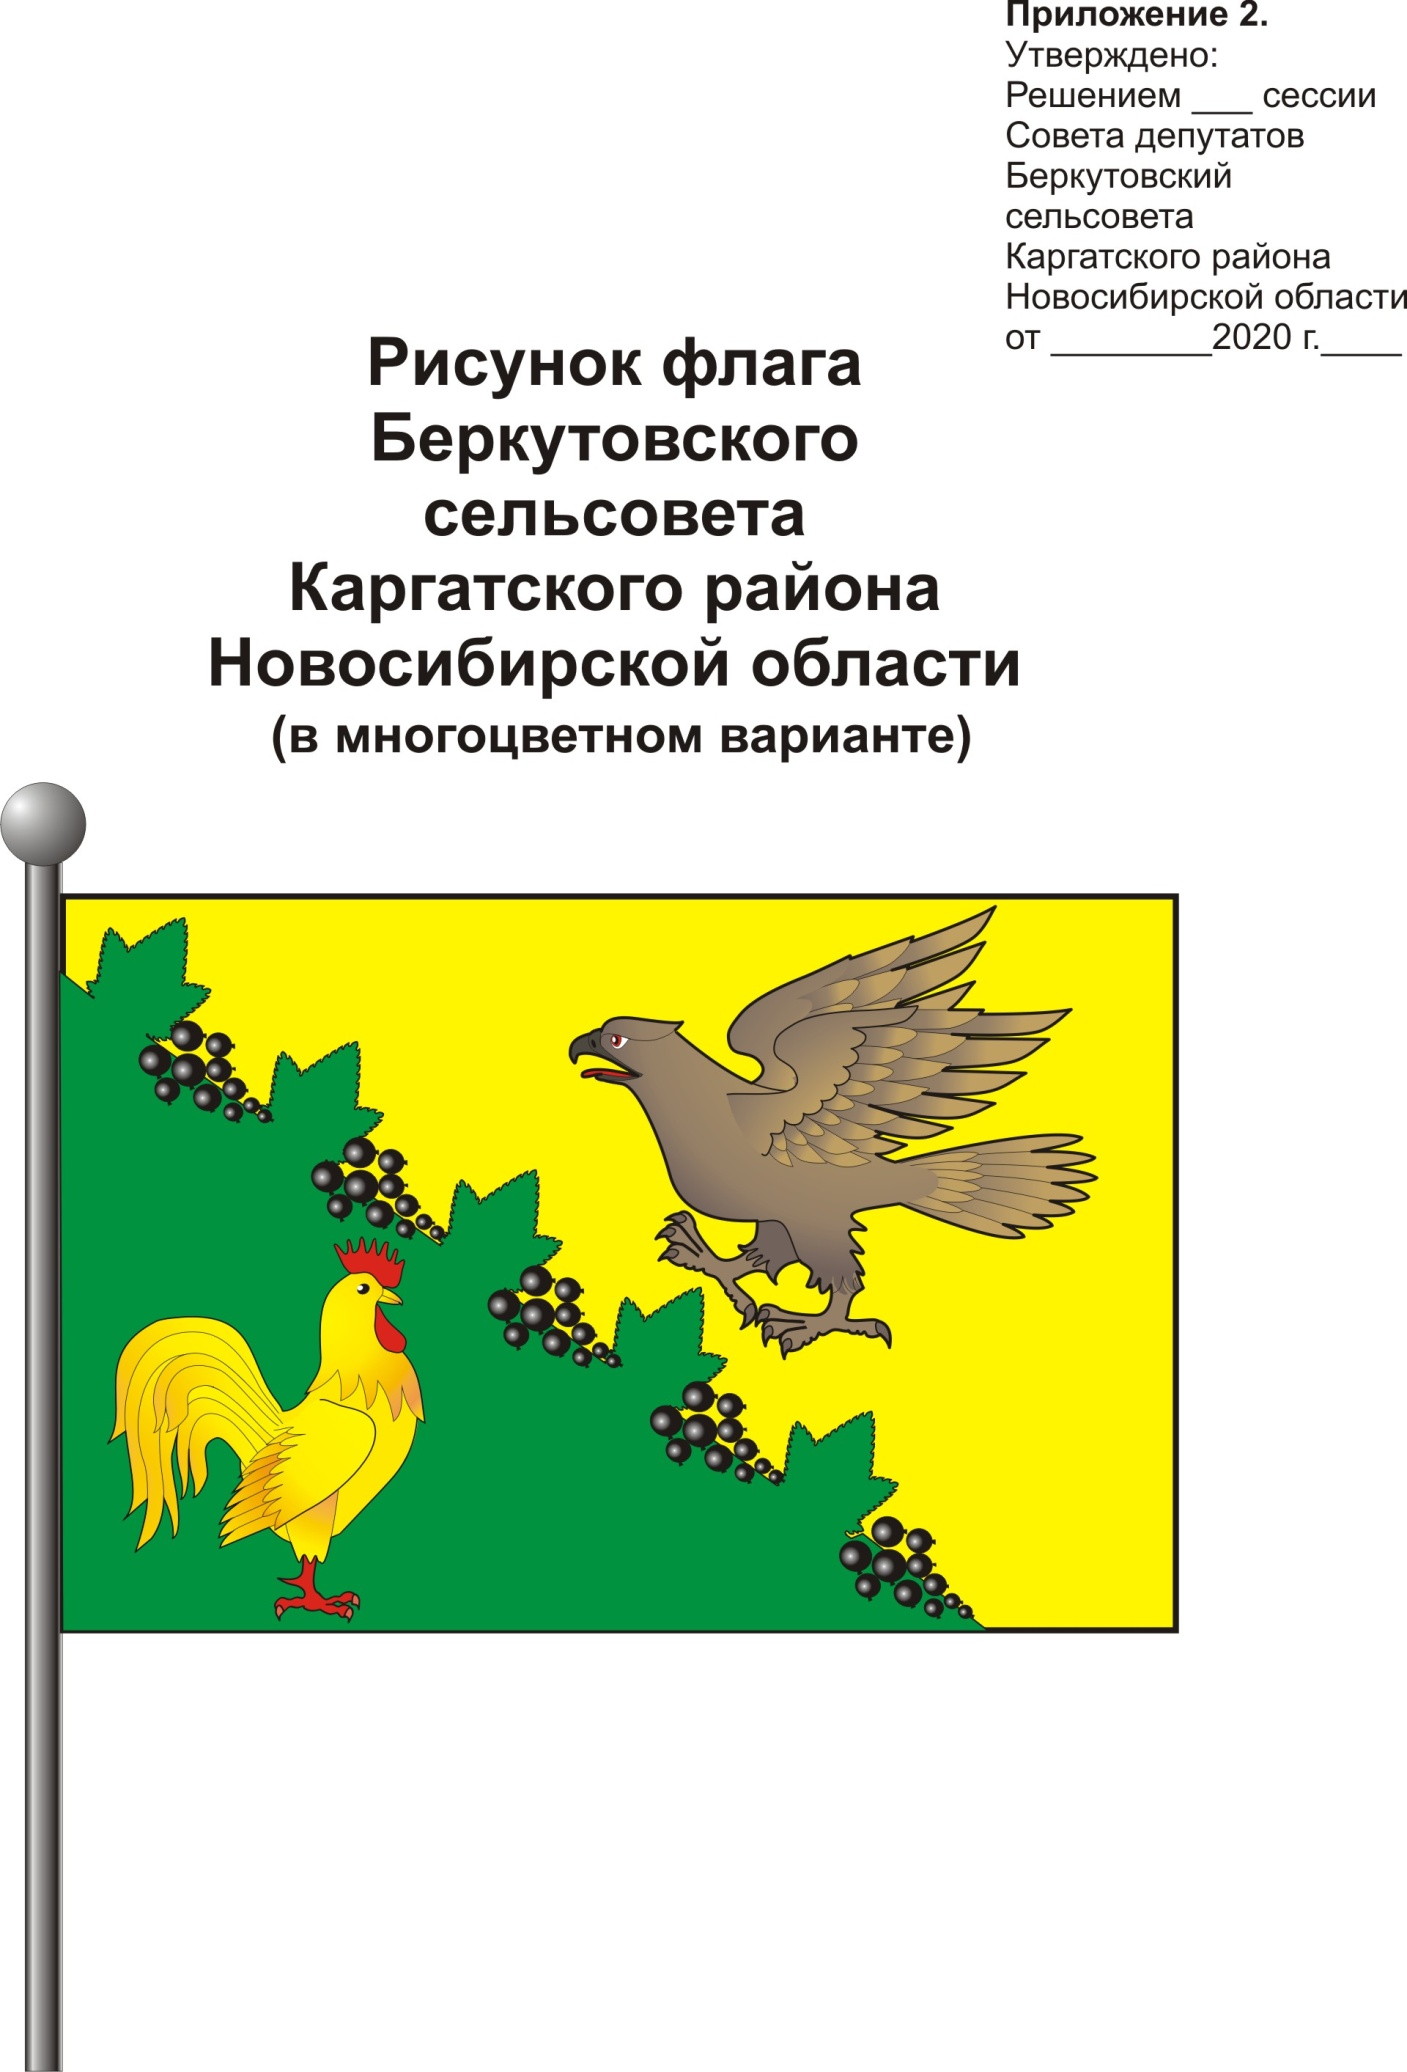 Приложение 2.
Утверждено:
Решением ___ сессии
Совета депутатов
Беркутовский
сельсовета
Каргатского района
Новосибирской области
от ________2020 г.____
Рисунок флага
Беркутовского
сельсовета
Каргатского района
Новосибирской области
(в многоцветном варианте)